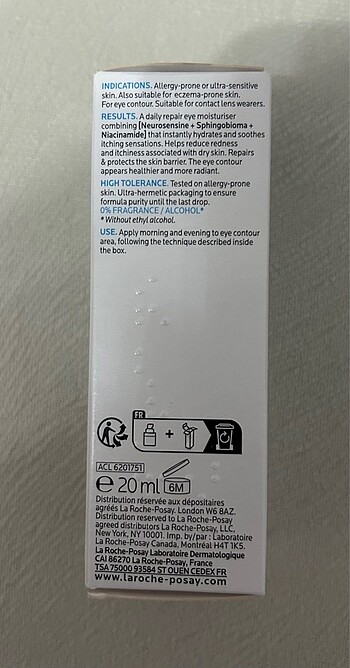 INDICATIONS. Allergy-prone or ultra-sensitive
skin. Also suitable for eczema-prone skin.
For eye contour. Suitable for contact lens wearers.
RESULTS. A daily repair eye moisturiser
combining [Neurosensine + Sphingobioma +
Niacinamide] that instantly hydrates and soothes
itching sensations. Helps reduce redness
and itchiness associated with dry skin. Repairs
& protects the skin barrier. The eye contour
appears healthier and more radiant.
HIGH TOLERANCE. Tested on allergy-prone
skin. Ultra-hermetic packaging to ensure
formula purity until the last drop.
0% FRAGRANCE / ALCOHOL*
* Without ethyl alcohol.
USE. Apply morning and evening to eye contour
area, following the technique described inside
the box.
FR
+
ACL 6201751
e 20 ml 6M
Distribution réservée aux dépositaires
agréés La Roche-Posay. London W6 8AZ.
Distribution reserved to La Roche-Posay
agreed distributors La Roche-Posay, LLC,
New York, NY 10001. Imp. by/par : Laboratoire
La Roche-Posay Canada, Montréal H4T 1K5.
La Roche-Posay Laboratoire Dermatologique
CAI 86270 La Roche-Posay, France
TSA 75000 93584 ST OUEN CEDEX FR
www.laroche-posay.com